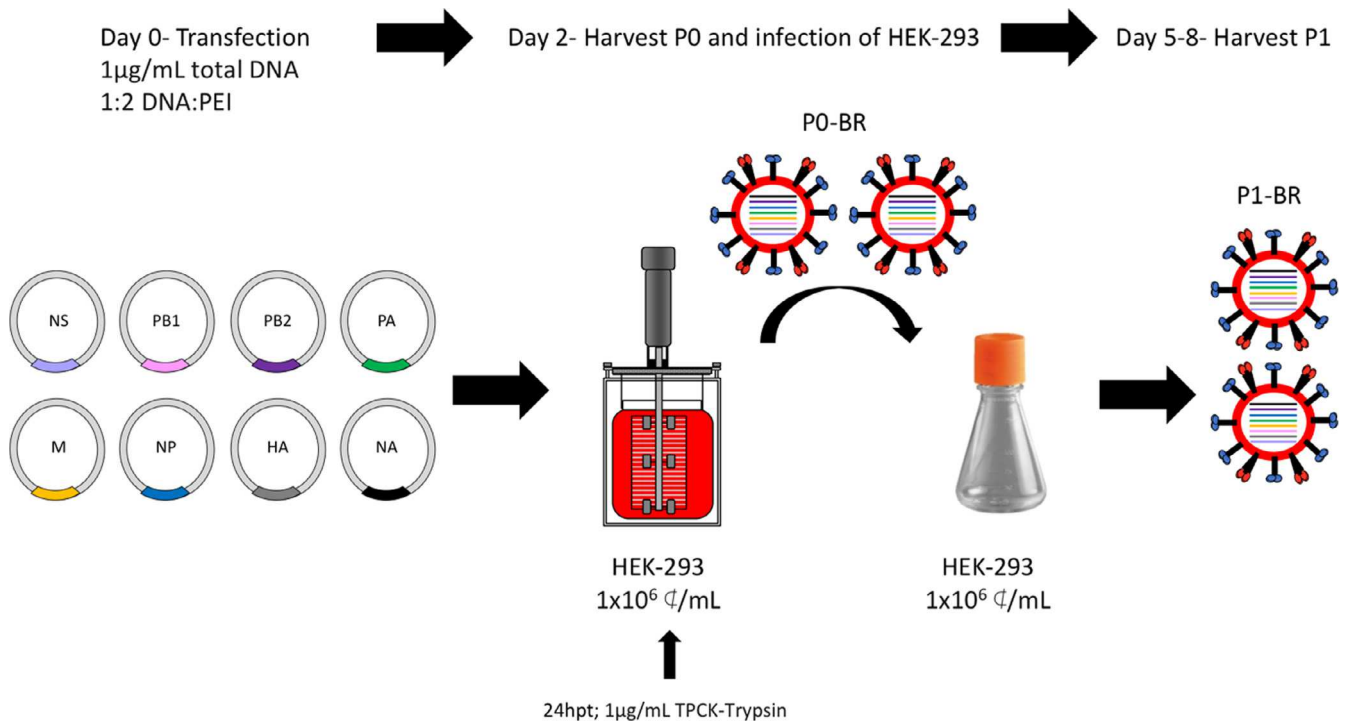 Day 0- Transfection
1µg/mL total DNA
1:2 DNA:PEI
Day 2- Harvest P0 and infection of HEK-293
Day 5-8- Harvest P1
P0-BR
P1-BR
NS
PB1
PB2
PA
M
NP
HA
NA
HEK-293
1x10⁶ ₵/mL
HEK-293
1x10⁶ ₵/mL
24hpt; 1µg/mL TPCK-Trypsin